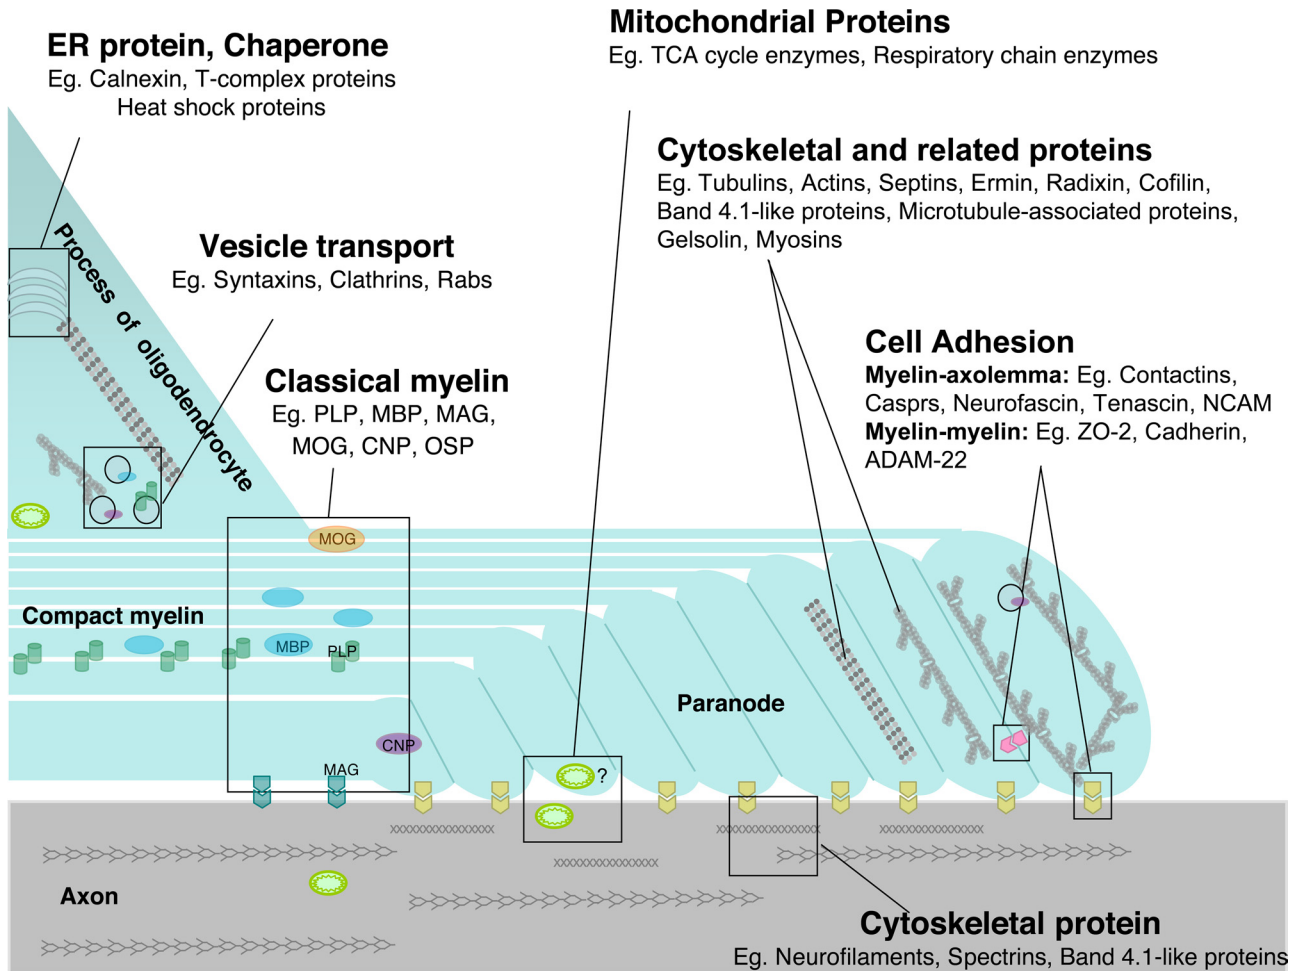 Mitochondrial Proteins
Eg. TCA cycle enzymes, Respiratory chain enzymes
ER protein, Chaperone
Eg. Calnexin, T-complex proteins
Heat shock proteins
Cytoskeletal and related proteins
Eg. Tubulins, Actins, Septins, Ermin, Radixin, Cofilin,
Band 4.1-like proteins, Microtubule-associated proteins,
Gelsolin, Myosins
Process of oligodendrocyte
Vesicle transport
Eg. Syntaxins, Clathrins, Rabs
Cell Adhesion
Myelin-axolemma: Eg. Contactins,
Casprs, Neurofascin, Tenascin, NCAM
Myelin-myelin: Eg. ZO-2, Cadherin,
ADAM-22
Classical myelin
Eg. PLP, MBP, MAG,
MOG, CNP, OSP
MOG
Compact myelin
MBP
PLP
Paranode
CNP
MAG
?
Axon
Cytoskeletal protein
Eg. Neurofilaments, Spectrins, Band 4.1-like proteins